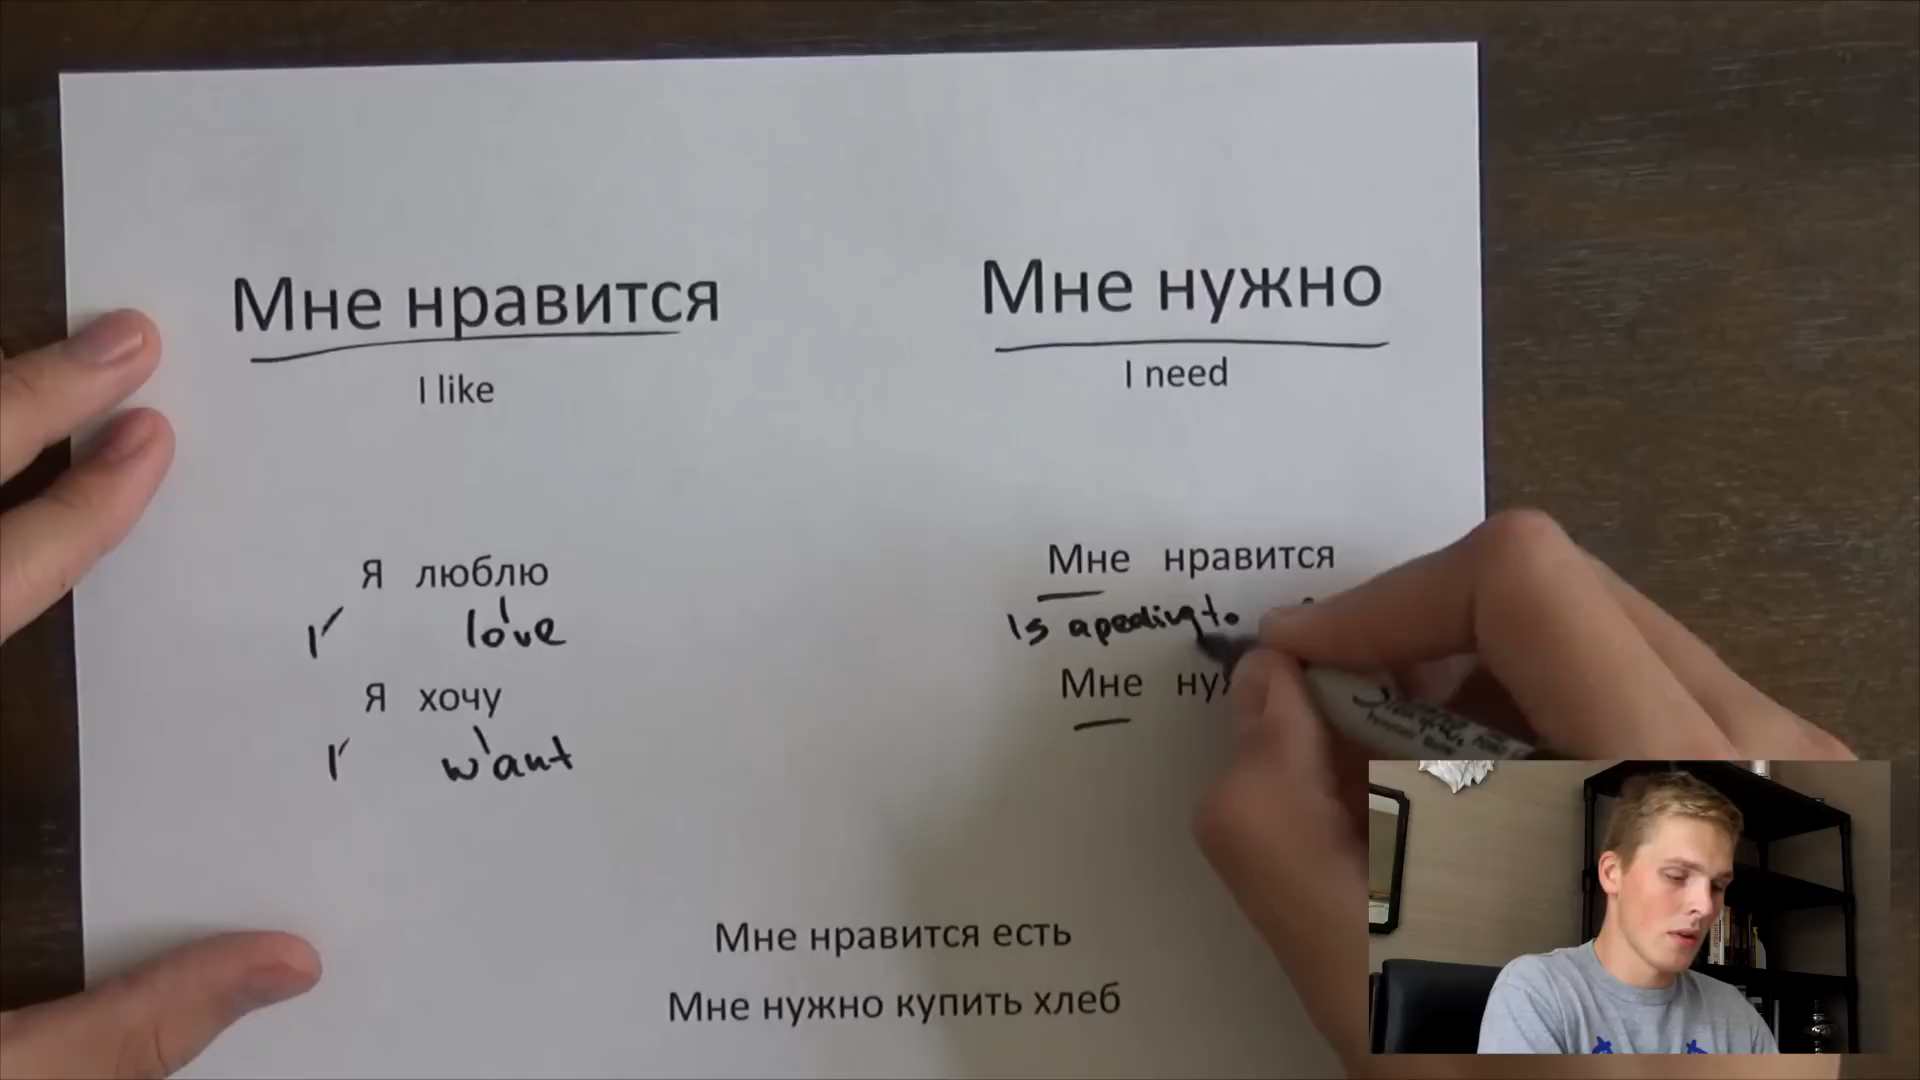 Мне нравится
I like
Мне нужно
I need
Я люблю
I love
Я хочу
I want
Мне нравится
Is apealing to
Мне
Мне нравится есть
Мне нужно купить хлеб